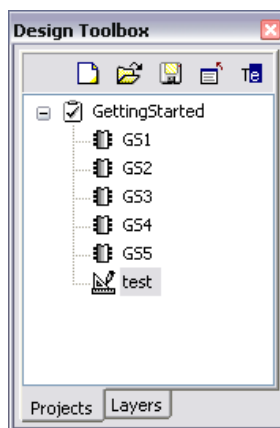 Design Toolbox
Te
GettingStarted
GS1
GS2
GS3
GS4
GS5
test
Projects Layers